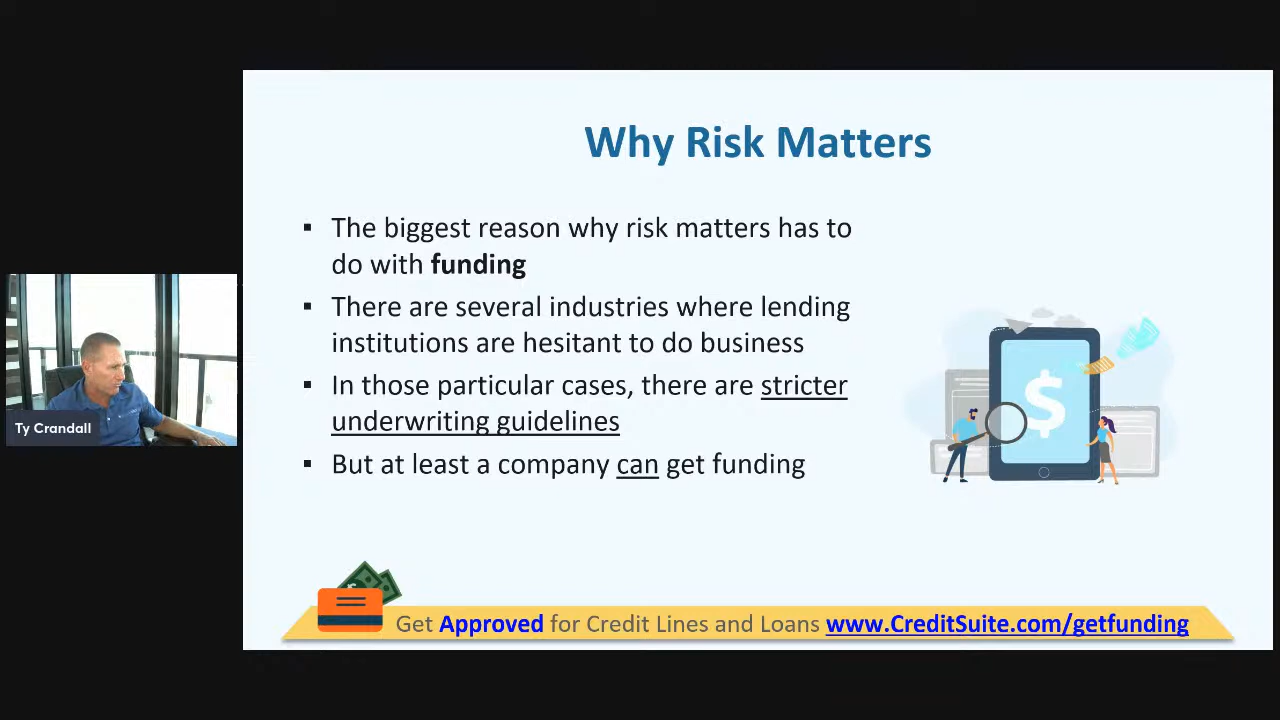 Why Risk Matters
▪ The biggest reason why risk matters has to
do with funding
▪ There are several industries where lending
institutions are hesitant to do business
▪ In those particular cases, there are stricter
underwriting guidelines
▪ But at least a company can get funding
Ty Crandall
$
Get Approved for Credit Lines and Loans www.CreditSuite.com/getfunding